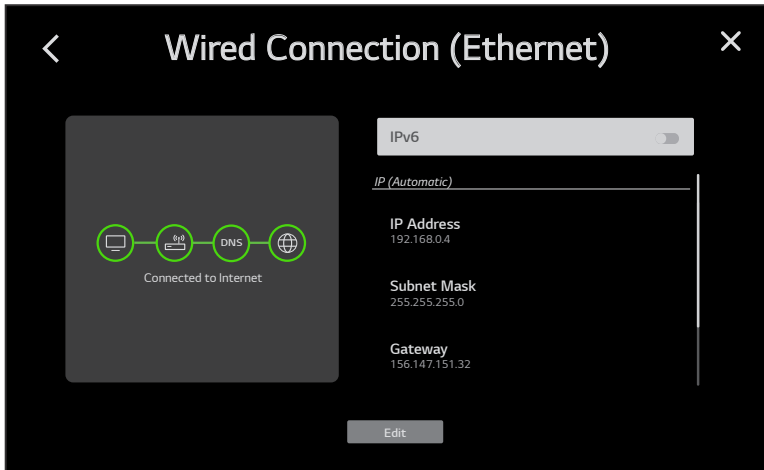 Wired Connection (Ethernet)
IPv6
IP (Automatic)
DNS
Connected to Internet
IP Address
192.168.0.4
Subnet Mask
255.255.255.0
Gateway
156.147.151.32
Edit